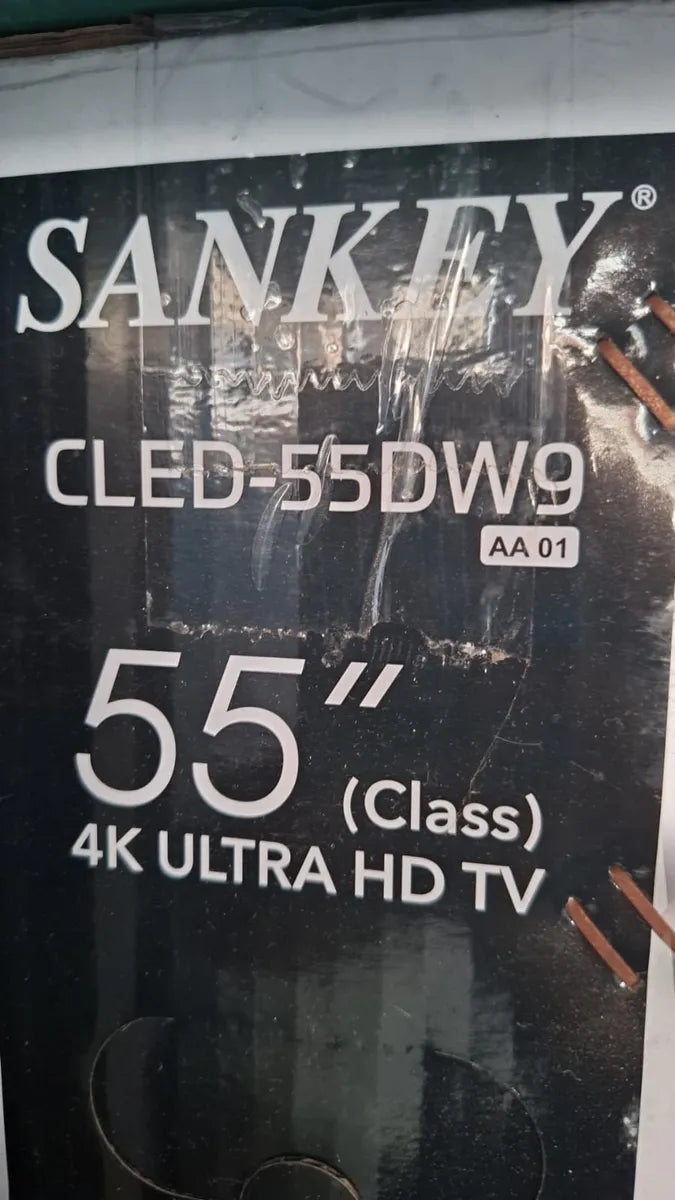 SANKEY®
CLED-55DW9
AA 01
55″
(Class)
4K ULTRA HD TV